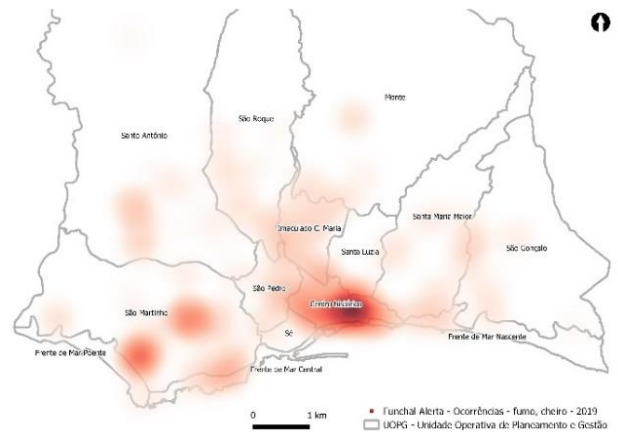 Monte
São Roque
Santo António
Santa Maria Maior
Imaculado C. Maria
São Gonçalo
Santa Luzia
São Pedro
Centro Histórico
São Martinho
Sé
Frente de Mar Nascente
Frente de Mar Poente
Frente de Mar Central
0 1 km
Funchal Alerta - Ocorrências - fumo, cheiro - 2019
UOPG - Unidade Operativa de Planeamento e Gestão